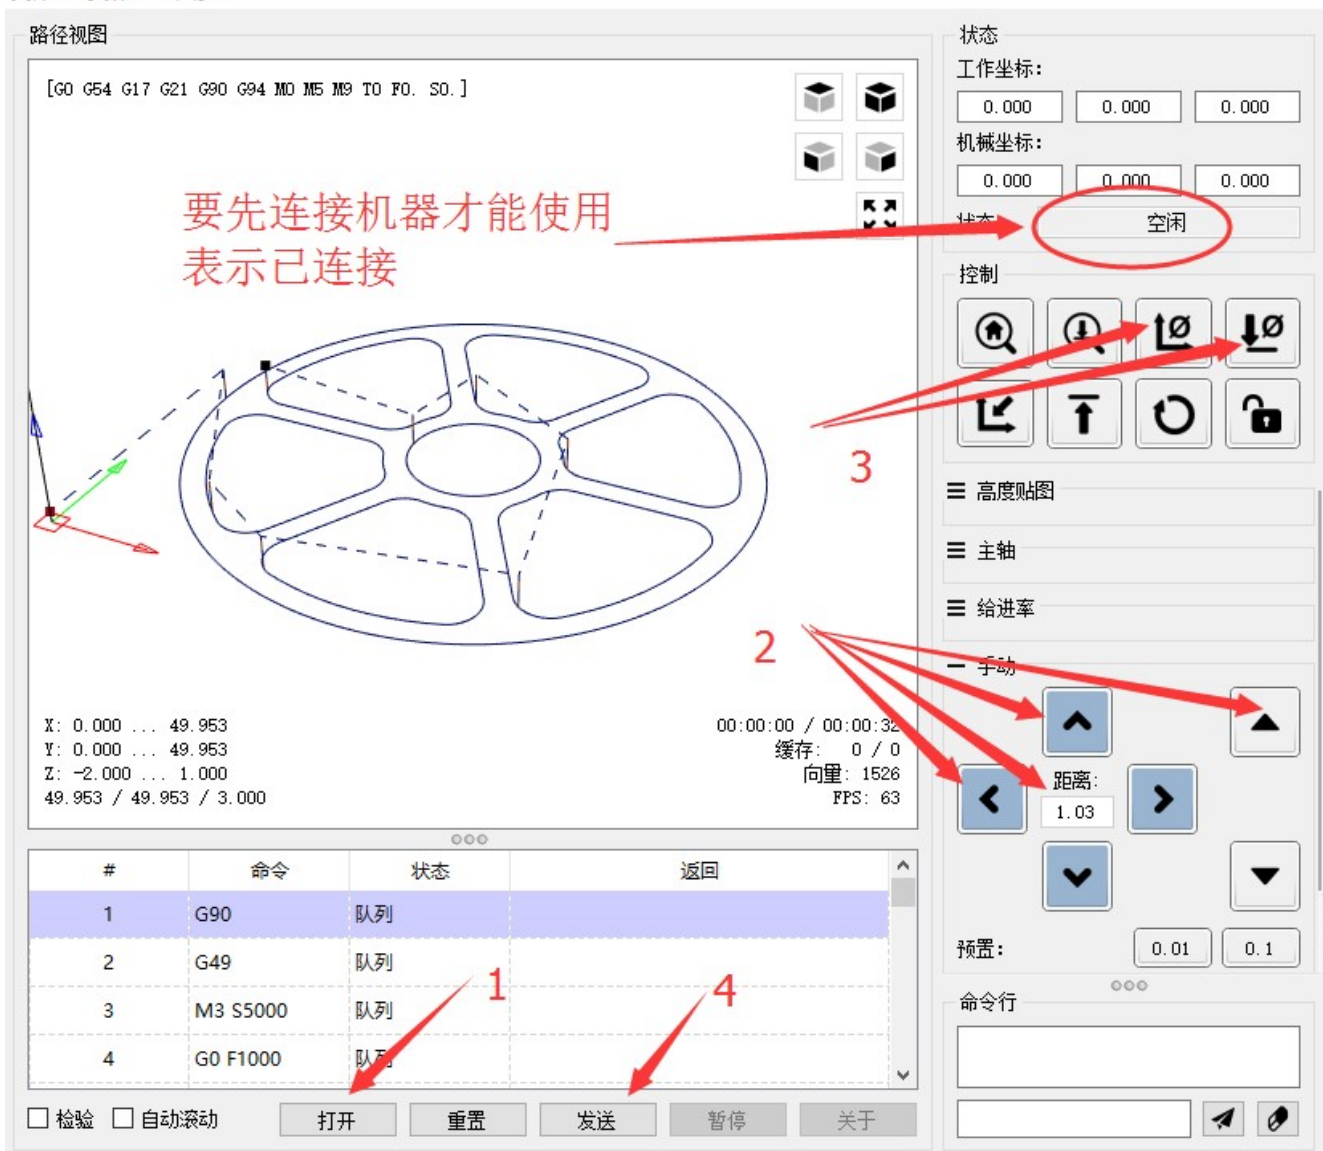 路径视图
[G0 G54 G17 G21 G90 G94 M0 M5 M9 T0 F0. S0.]
要先连接机器才能使用
表示已连接
X: 0.000 ... 49.953
Y: 0.000 ... 49.953
Z: -2.000 ... 1.000
49.953 / 49.953 / 3.000
00:00:00 / 00:00:32
缓存: 0 / 0
向量: 1526
FPS: 63
# 命令 状态 返回
1 G90 队列
2 G49 队列
3 M3 S5000 队列
4 G0 F1000 队列
1
4
检验 自动滚动 打开 重置 发送 暂停 关于
状态
工作坐标:
0.000 0.000 0.000
机械坐标:
0.000 0.000 0.000
状态 空闲
控制
3
高度贴图
主轴
给进率
2
手动
距离:
1.03
预置: 0.01 0.1
命令行